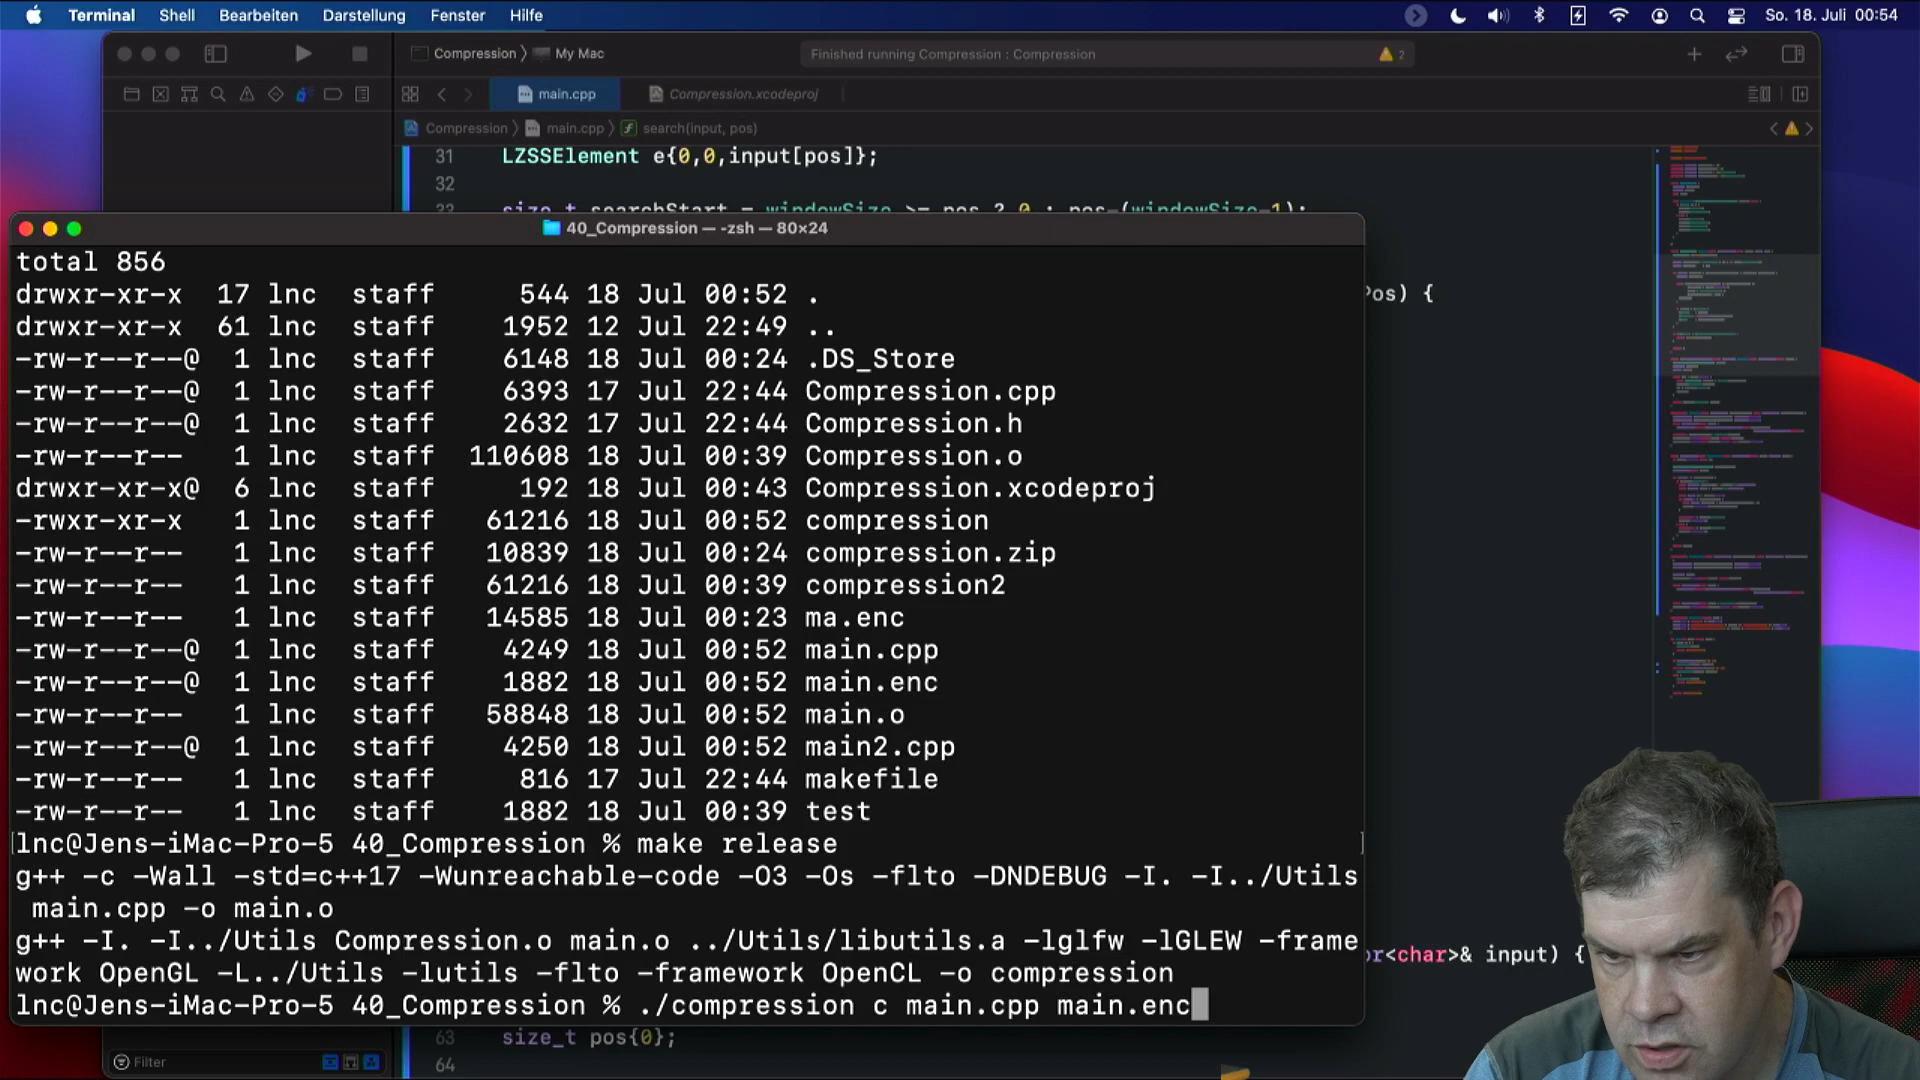 Terminal Shell Bearbeiten Darstellung Fenster Hilfe So. 18. Juli 00:54
Compression 〉 My Mac Finished running Compression : Compression 2
main.cpp Compression.xcodeproj
Compression 〉 main.cpp 〉 search(input, pos)
31 LZSSElement e{0,0,input[pos]};
32
33 size_t searchStart = windowSize >= pos ? 0 : pos-(windowSize-1);
40_Compression — -zsh — 80×24
total 856
drwxr-xr-x 17 lnc staff 544 18 Jul 00:52 .
Pos) {
drwxr-xr-x 61 lnc staff 1952 12 Jul 22:49 ..
-rw-r--r--@ 1 lnc staff 6148 18 Jul 00:24 .DS_Store
-rw-r--r--@ 1 lnc staff 6393 17 Jul 22:44 Compression.cpp
-rw-r--r--@ 1 lnc staff 2632 17 Jul 22:44 Compression.h
-rw-r--r-- 1 lnc staff 110608 18 Jul 00:39 Compression.o
drwxr-xr-x@ 6 lnc staff 192 18 Jul 00:43 Compression.xcodeproj
-rwxr-xr-x 1 lnc staff 61216 18 Jul 00:52 compression
-rw-r--r-- 1 lnc staff 10839 18 Jul 00:24 compression.zip
-rw-r--r-- 1 lnc staff 61216 18 Jul 00:39 compression2
-rw-r--r-- 1 lnc staff 14585 18 Jul 00:23 ma.enc
-rw-r--r--@ 1 lnc staff 4249 18 Jul 00:52 main.cpp
-rw-r--r--@ 1 lnc staff 1882 18 Jul 00:52 main.enc
-rw-r--r-- 1 lnc staff 58848 18 Jul 00:52 main.o
-rw-r--r--@ 1 lnc staff 4250 18 Jul 00:52 main2.cpp
-rw-r--r-- 1 lnc staff 816 17 Jul 22:44 makefile
-rw-r--r-- 1 lnc staff 1882 18 Jul 00:39 test
[lnc@Jens-iMac-Pro-5 40_Compression % make release ]
g++ -c -Wall -std=c++17 -Wunreachable-code -O3 -Os -flto -DNDEBUG -I. -I../Utils
main.cpp -o main.o
g++ -I. -I../Utils Compression.o main.o ../Utils/libutils.a -lglfw -lGLEW -frame
or<char>& input) {
work OpenGL -L../Utils -lutils -flto -framework OpenCL -o compression
lnc@Jens-iMac-Pro-5 40_Compression % ./compression c main.cpp main.enc
63 size_t pos{0};
64
Filter